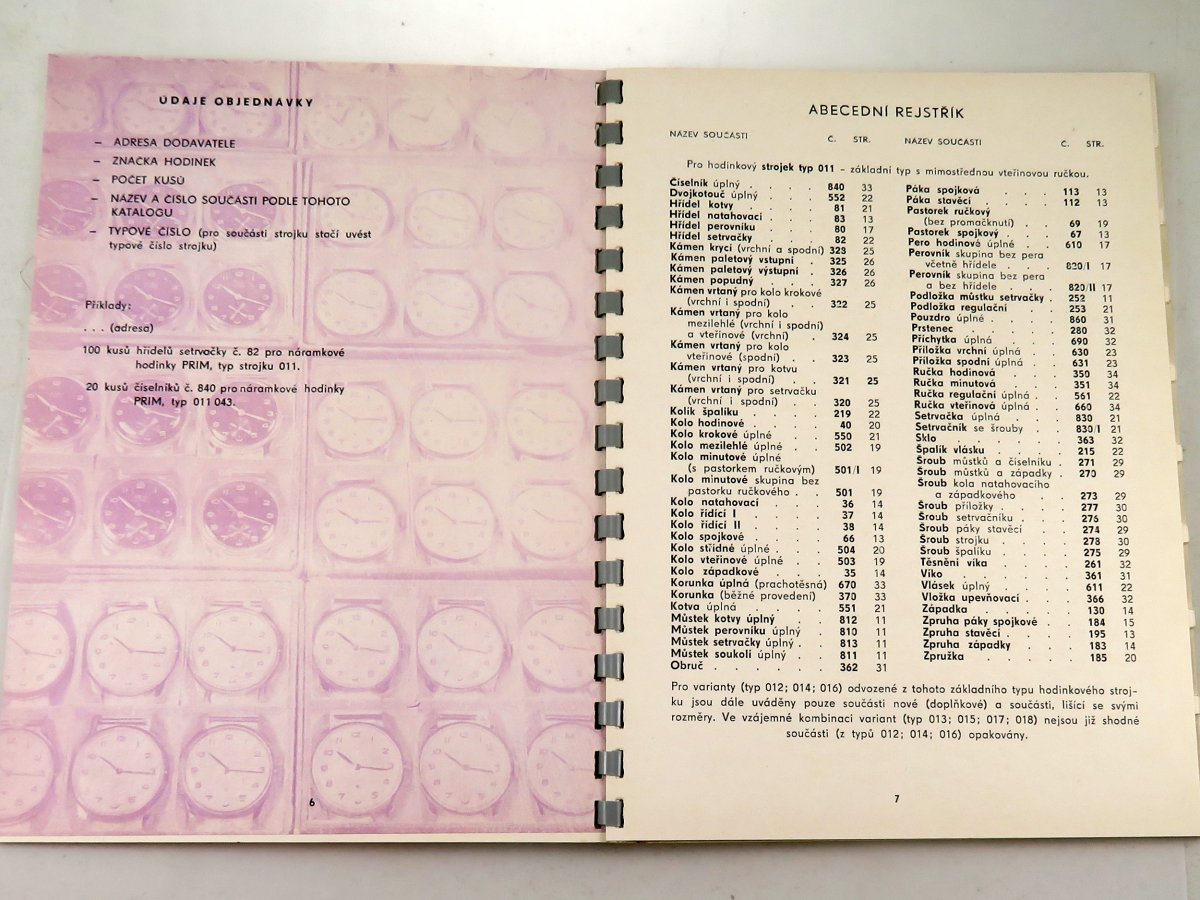 ÚDAJE OBJEDNÁVKY
– ADRESA DODAVATELE
– ZNAČKA HODINEK
– POČET KUSŮ
– NÁZEV A ČÍSLO SOUČÁSTI PODLE TOHOTO
KATALOGU
– TYPOVÉ ČÍSLO (pro součásti strojku stačí uvést
typové číslo strojku)
Příklady:
. . . (adresa)
100 kusů hřídelů setrvačky č. 82 pro náramkové
hodinky PRIM, typ strojku 011.
20 kusů číselníků č. 840 pro náramkové hodinky
PRIM, typ 011 043.
6
ABECEDNÍ REJSTŘÍK
NÁZEV SOUČÁSTI Č. STR. NÁZEV SOUČÁSTI Č. STR.
Pro hodinkový strojek typ 011 – základní typ s mimostřednou vteřinovou ručkou.
Číselník úplný . . . . 840 33
Dvojkotouč úplný . . . 552 22
Hřídel kotvy . . . . 81 21
Hřídel natahovací . . . 83 13
Hřídel perovníku . . . 80 17
Hřídel setrvačky . . . 82 22
Kámen krycí (vrchní a spodní) 328 25
Kámen paletový vstupní . 325 26
Kámen paletový výstupní . 326 26
Kámen popudný . . . 327 26
Kámen vrtaný pro kolo krokové
(vrchní i spodní) . . . 322 25
Kámen vrtaný pro kolo
mezilehlé (vrchní i spodní)
a vteřinové (vrchní) . . 324 25
Kámen vrtaný pro kolo
vteřinové (spodní) . . 323 25
Kámen vrtaný pro kotvu
(vrchní i spodní) . . . 321 25
Kámen vrtaný pro setrvačku
(vrchní i spodní) . . . 320 25
Kolík špalíku . . . . 219 22
Kolo hodinové . . . . 40 20
Kolo krokové úplné . . 550 21
Kolo mezilehlé úplné . . 502 19
Kolo minutové úplné
(s pastorkem ručkovým) 501/I 19
Kolo minutové skupina bez
pastorku ručkového . . 501 19
Kolo natahovací . . . 36 14
Kolo řídící I . . . . 37 14
Kolo řídící II . . . . 38 14
Kolo spojkové . . . . 66 13
Kolo střídné úplné . . . 504 20
Kolo vteřinové úplné . . 503 19
Kolo západkové . . . 35 14
Korunka úplná (prachotěsná) 670 33
Korunka (běžné provedení) 370 33
Kotva úplná . . . . 551 21
Můstek kotvy úplný . . 812 11
Můstek perovníku úplný . 810 11
Můstek setrvačky úplný . . 813 11
Můstek soukolí úplný . . 811 11
Obruč . . . . . . 362 31
Páka spojková . . . . 113 13
Páka stavěcí . . . . 112 13
Pastorek ručkový
(bez promačknutí) . . 69 19
Pastorek spojkový . . . 67 13
Pero hodinové úplné . . 610 17
Perovník skupina bez pera
včetně hřídele . . . 820/I 17
Perovník skupina bez pera
a bez hřídele . . . 820/II 17
Podložka můstku setrvačky . 252 11
Podložka regulační . . . 253 21
Pouzdro úplné . . . . 860 31
Prstenec . . . . . 280 32
Příchytka úplná . . . 690 32
Příložka vrchní úplná . . 630 23
Příložka spodní úplná . . 631 23
Ručka hodinová . . . 350 34
Ručka minutová . . . 351 34
Ručka regulační úplná . . 561 22
Ručka vteřinová úplná . . 660 34
Setrvačka úplná . . . 830 21
Setrvačník se šrouby . . 830/I 21
Sklo . . . . . . 363 32
Špalík vlásku . . . . 215 22
Šroub můstků a číselníku . 271 29
Šroub můstků a západky . 270 29
Šroub kola natahovacího
a západkového . . 273 29
Šroub příložky . . . . 277 30
Šroub setrvačníku . . . 276 30
Šroub páky stavěcí . . . 274 29
Šroub strojku . . . . 278 30
Šroub špalíku . . . . 275 29
Těsnění víka . . . . 261 32
Víko . . . . . . 361 31
Vlásek úplný . . . . 611 22
Vložka upevňovací . . . 366 32
Západka . . . . . 130 14
Zpruha páky spojkové . . 184 15
Zpruha stavěcí . . . . 195 13
Zpruha západky . . . 183 14
Zpružka . . . . . 185 20
Pro varianty (typ 012; 014; 016) odvozené z tohoto základního typu hodinkového stroj-
ku jsou dále uváděny pouze součásti nové (doplňkové) a součásti, lišící se svými
rozměry. Ve vzájemné kombinaci variant (typ 013; 015; 017; 018) nejsou již shodné
součásti (z typů 012; 014; 016) opakovány.
7